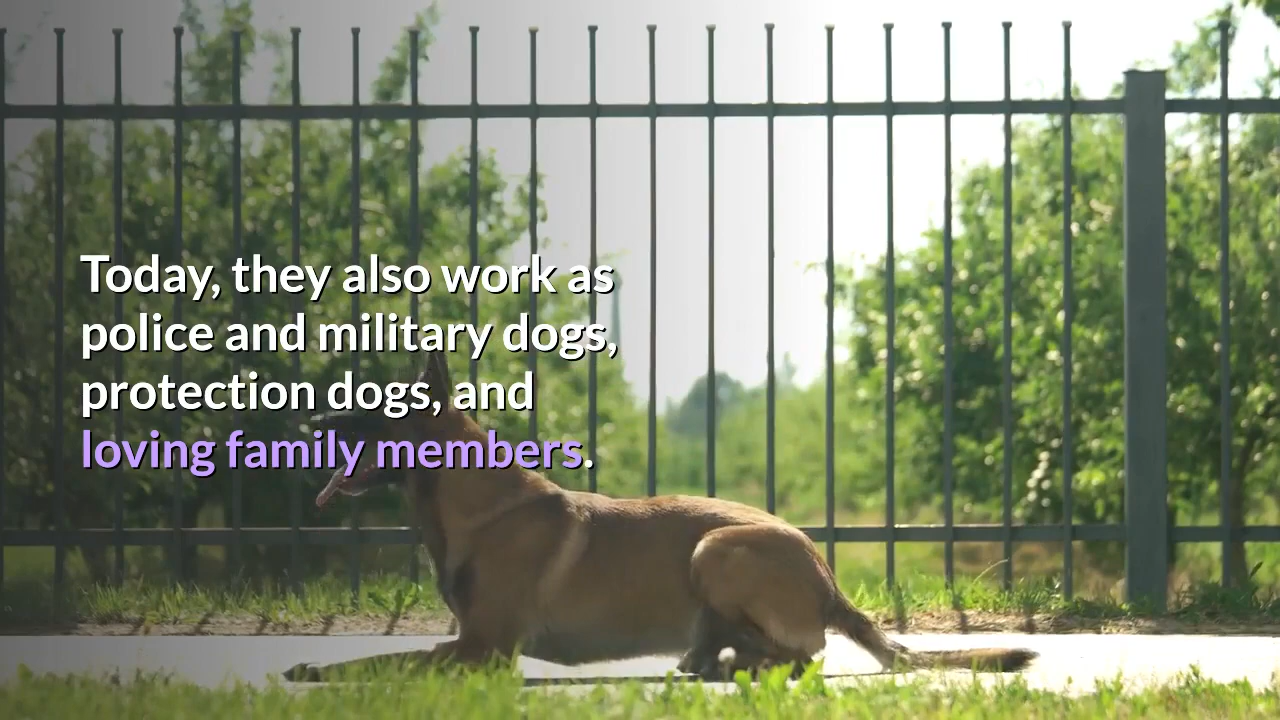 Today, they also work as
police and military dogs,
protection dogs, and
loving family members.